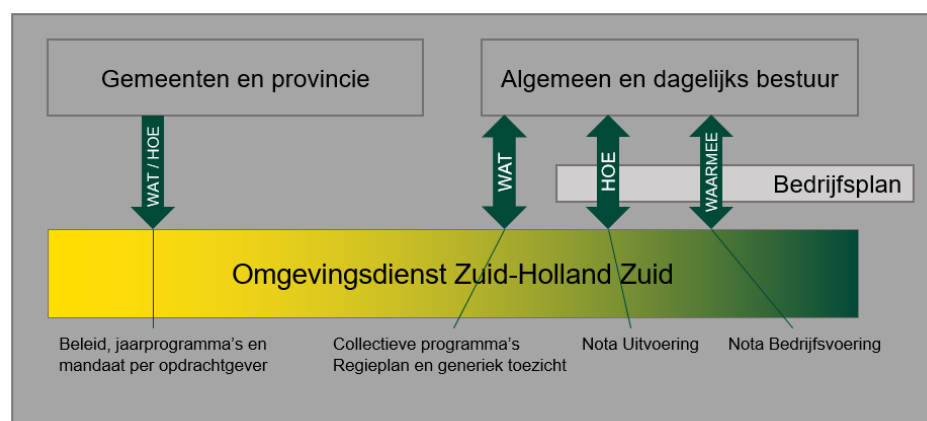 Gemeenten en provincie
Algemeen en dagelijks bestuur
WAT / HOE
WAT
HOE
WAARMEE
Bedrijfsplan
Omgevingsdienst Zuid-Holland Zuid
Beleid, jaarprogramma's en
mandaat per opdrachtgever
Collectieve programma's
Regieplan en generiek toezicht
Nota Uitvoering
Nota Bedrijfsvoering